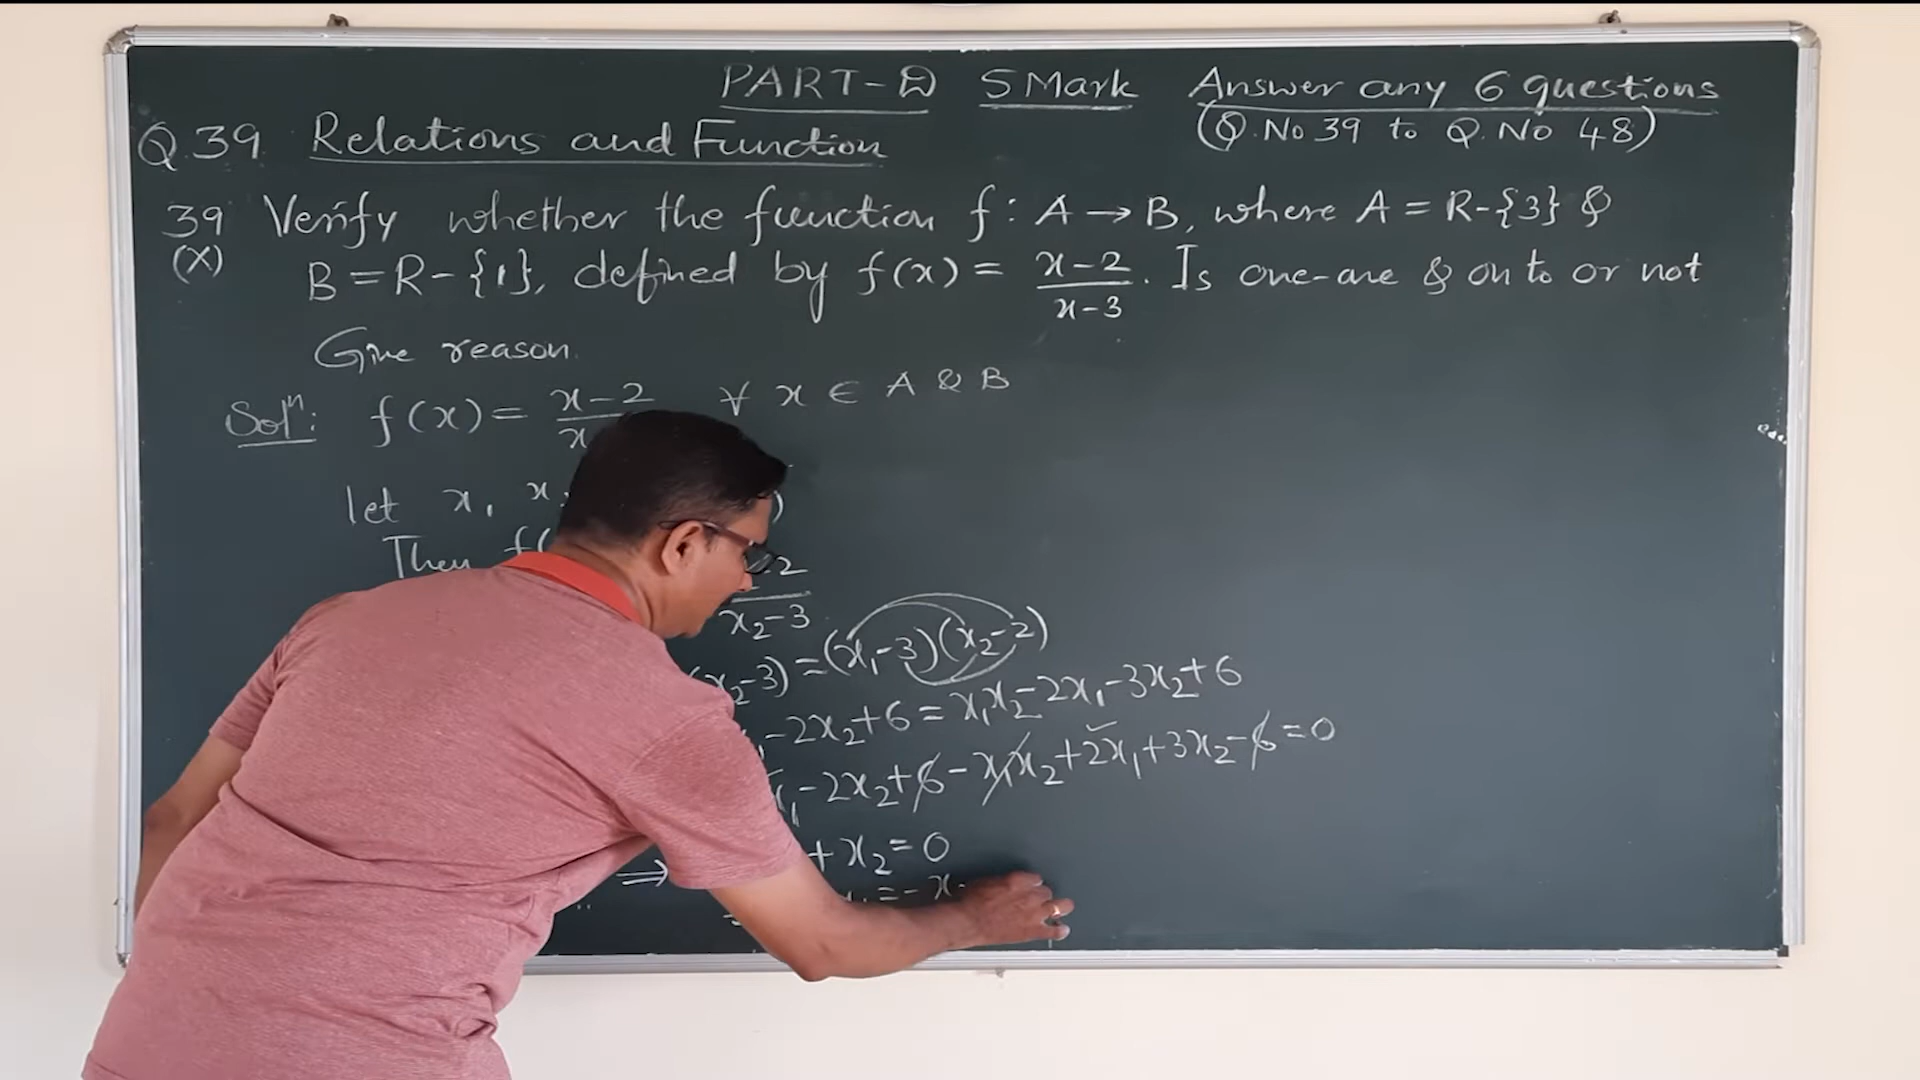 PART-D 5 Mark Answer any 6 questions
(Q.No 39 to Q.No 48)
Q.39 Relations and Function
39 Verify whether the function f: A → B, where A = R-{3} &
(X) B = R-{1}, defined by f(x) = x-2/x-3. Is one-one & on to or not
Give reason.
Solⁿ: f(x) = x-2/x ∀ x ∈ A & B
let x₁ x
Then f(
-2/x₂-3
x₂-3) = (x₁-3)(x₂-2)
-2x₂+6 = x₁x₂-2x₁-3x₂+6
-2x₂+6-x₁x₂+2x₁+3x₂-6=0
⇒ +x₂=0
=-x